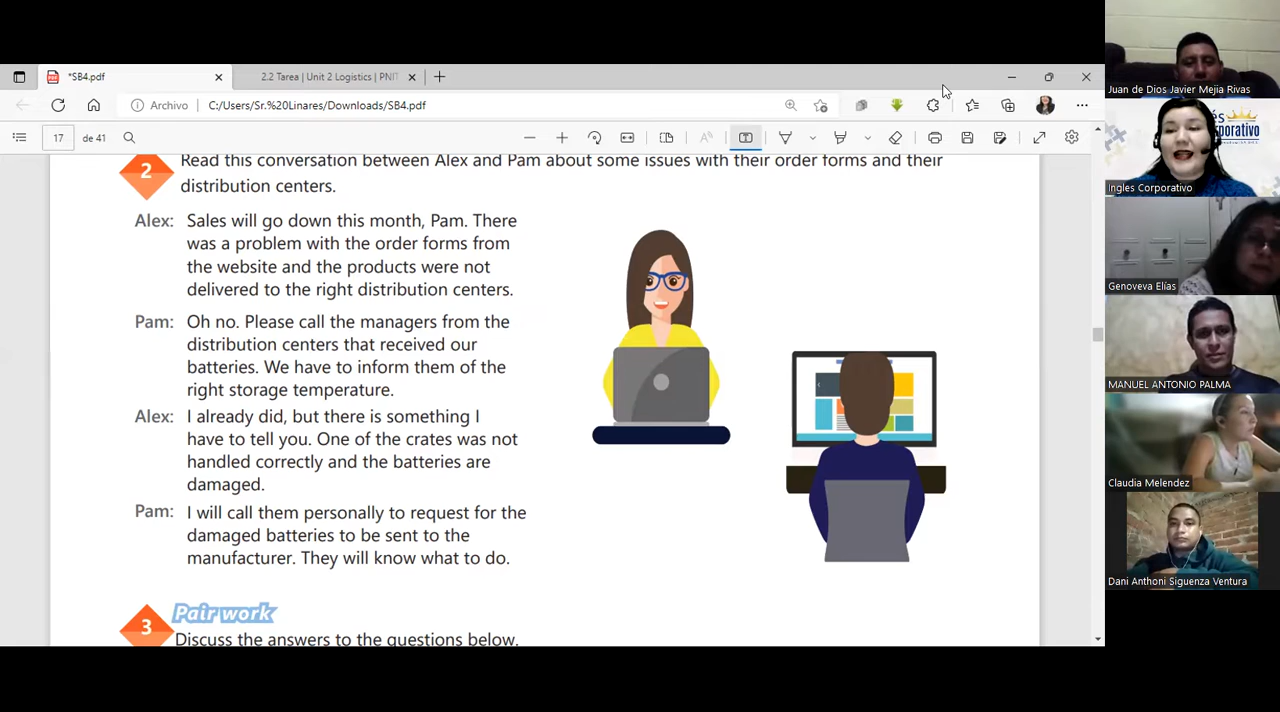 *SB4.pdf
2.2 Tarea | Unit 2 Logistics | PNIT
Archivo
C:/Users/Sr.%20Linares/Downloads/SB4.pdf
17
de 41
2
Read this conversation between Alex and Pam about some issues with their order forms and their
distribution centers.
Alex: Sales will go down this month, Pam. There
was a problem with the order forms from
the website and the products were not
delivered to the right distribution centers.
Pam: Oh no. Please call the managers from the
distribution centers that received our
batteries. We have to inform them of the
right storage temperature.
Alex: I already did, but there is something I
have to tell you. One of the crates was not
handled correctly and the batteries are
damaged.
Pam: I will call them personally to request for the
damaged batteries to be sent to the
manufacturer. They will know what to do.
3
Pair work
Discuss the answers to the questions below.
Juan de Dios Javier Mejia Rivas
és
orporativo
Ingles Corporativo
Genoveva Elías
MANUEL ANTONIO PALMA
Claudia Melendez
Dani Anthoni Siguenza Ventura